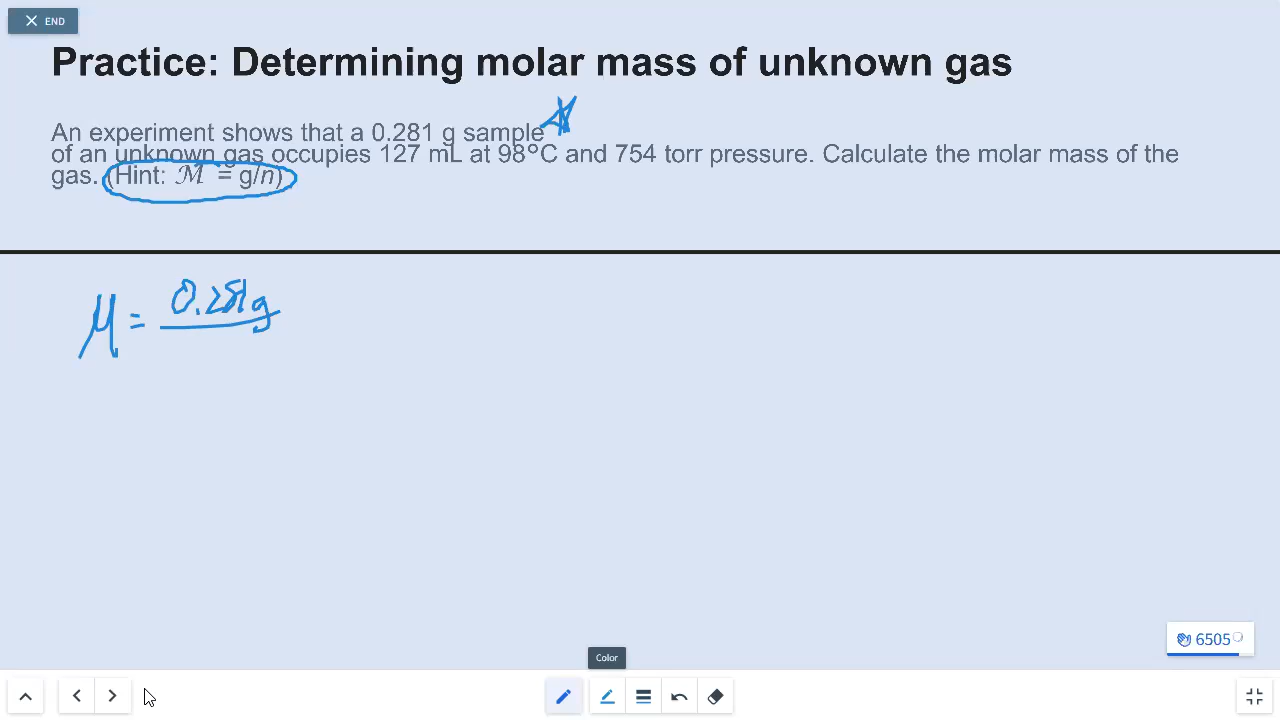 END
Practice: Determining molar mass of unknown gas
An experiment shows that a 0.281 g sample
of an unknown gas occupies 127 mL at 98°C and 754 torr pressure. Calculate the molar mass of the
gas. (Hint: ℳ = g/n)
ℳ = 0.281g
6505
Color